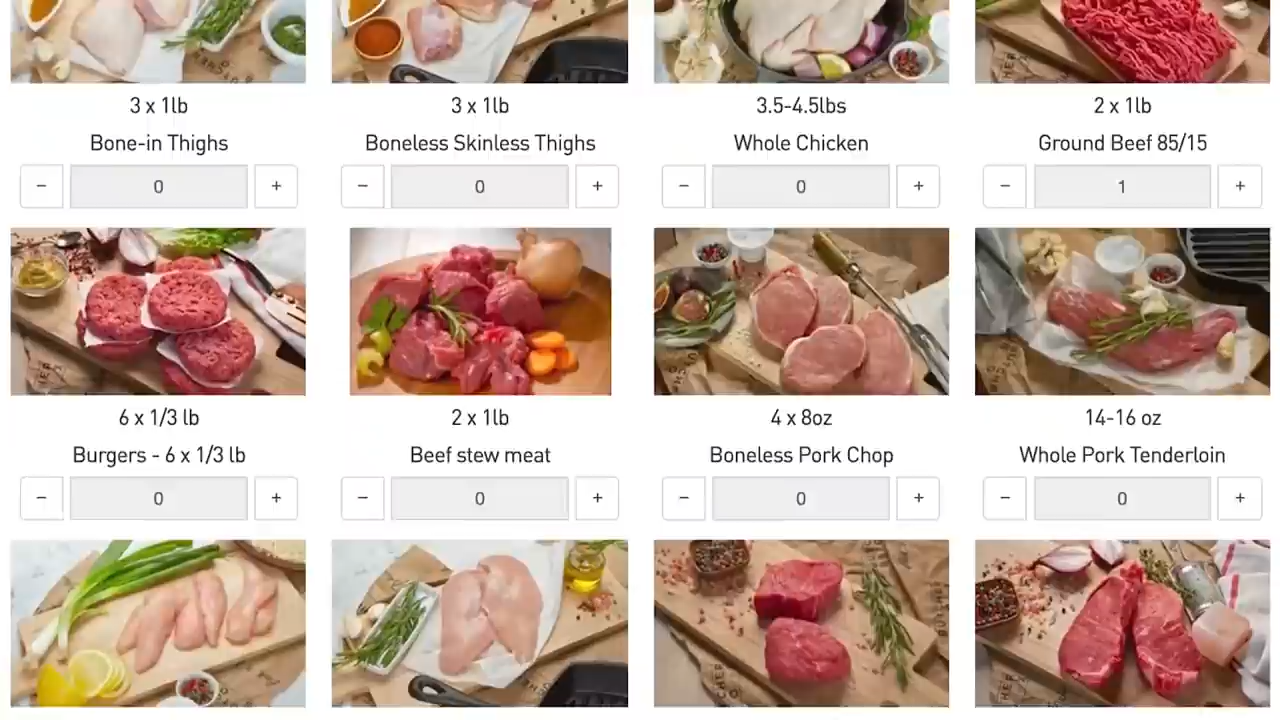 3 x 1lb
3 x 1lb
3.5-4.5lbs
2 x 1lb
Bone-in Thighs
Boneless Skinless Thighs
Whole Chicken
Ground Beef 85/15
− 0 +
− 0 +
− 0 +
− 1 +
6 x 1/3 lb
2 x 1lb
4 x 8oz
14-16 oz
Burgers - 6 x 1/3 lb
Beef stew meat
Boneless Pork Chop
Whole Pork Tenderloin
− 0 +
− 0 +
− 0 +
− 0 +